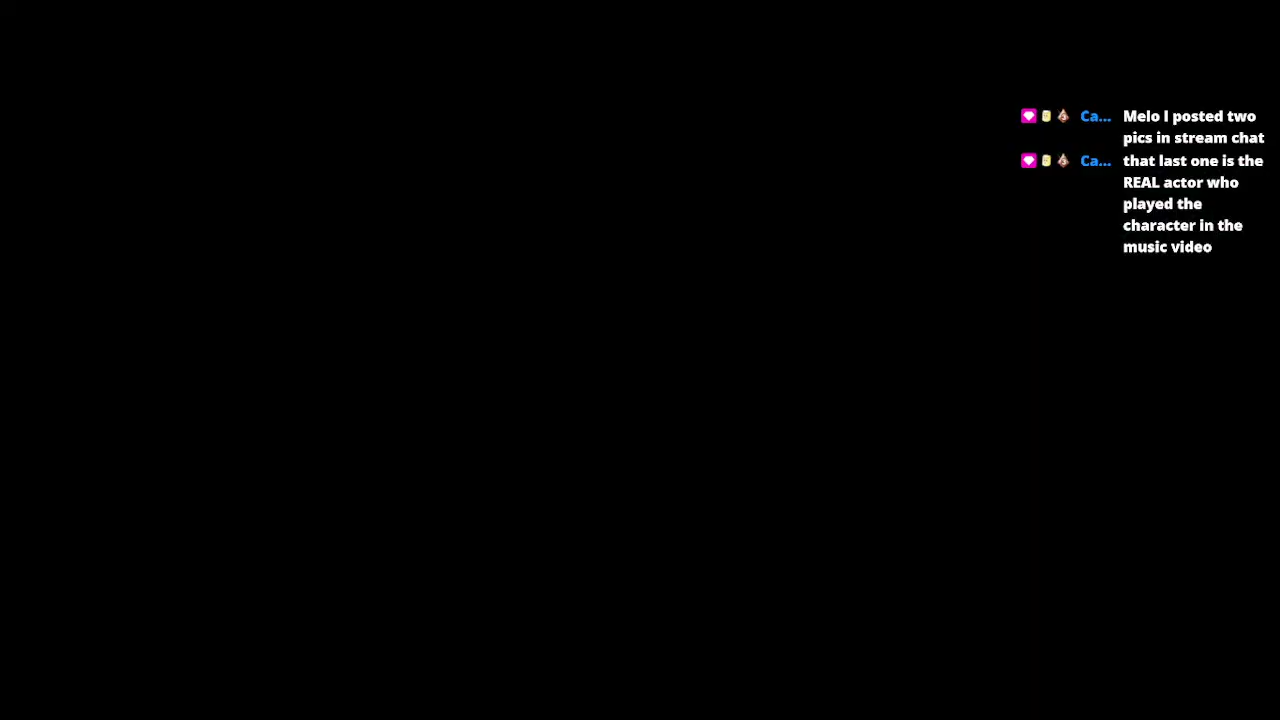 Ca... Melo I posted two
pics in stream chat
Ca... that last one is the
REAL actor who
played the
character in the
music video